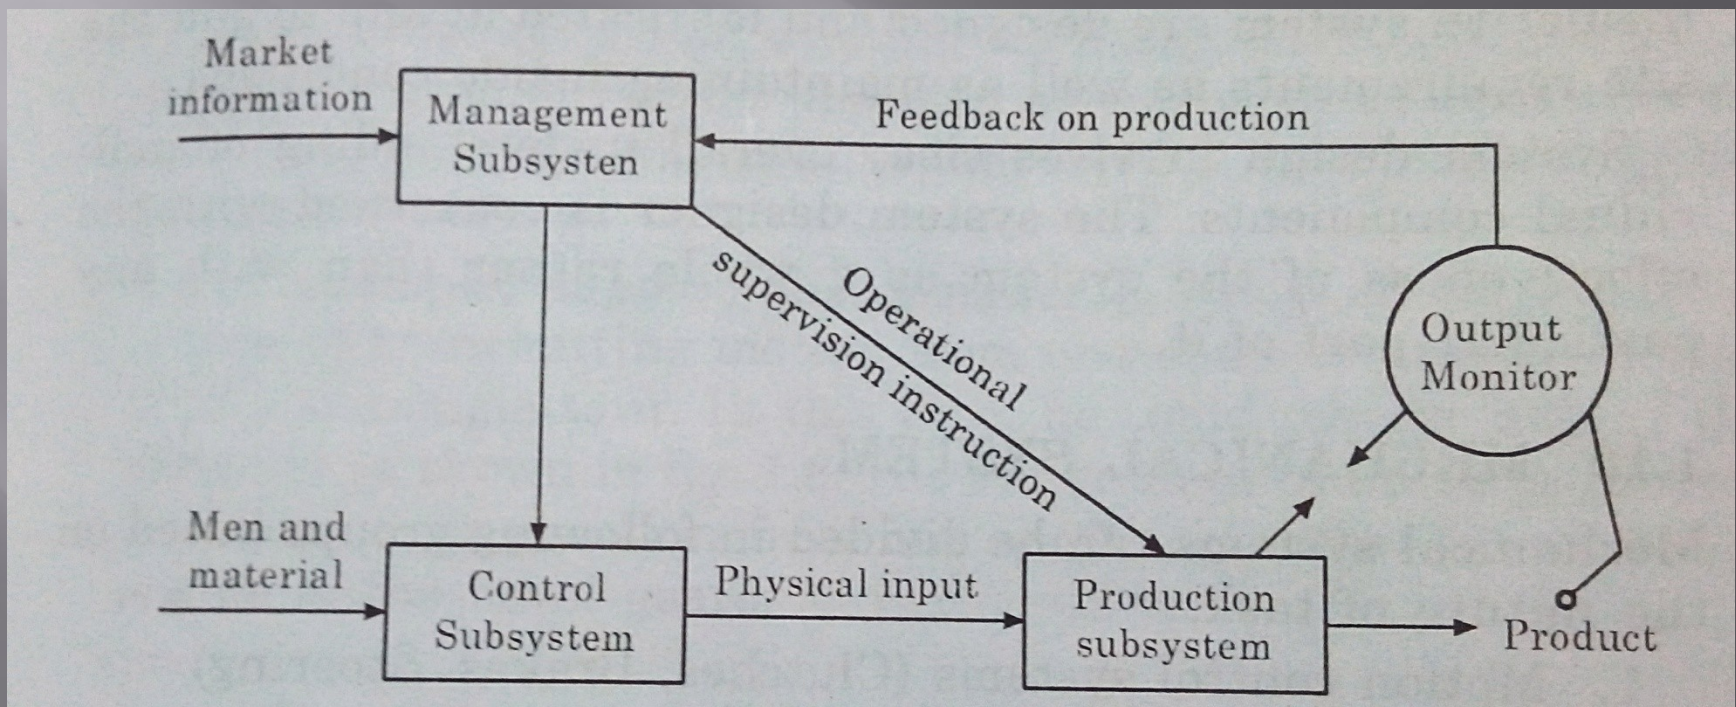 Market
information
Management
Subsysten
Feedback on production
Operational
supervision instruction
Output
Monitor
Men and
material
Control
Subsystem
Physical input
Production
subsystem
Product